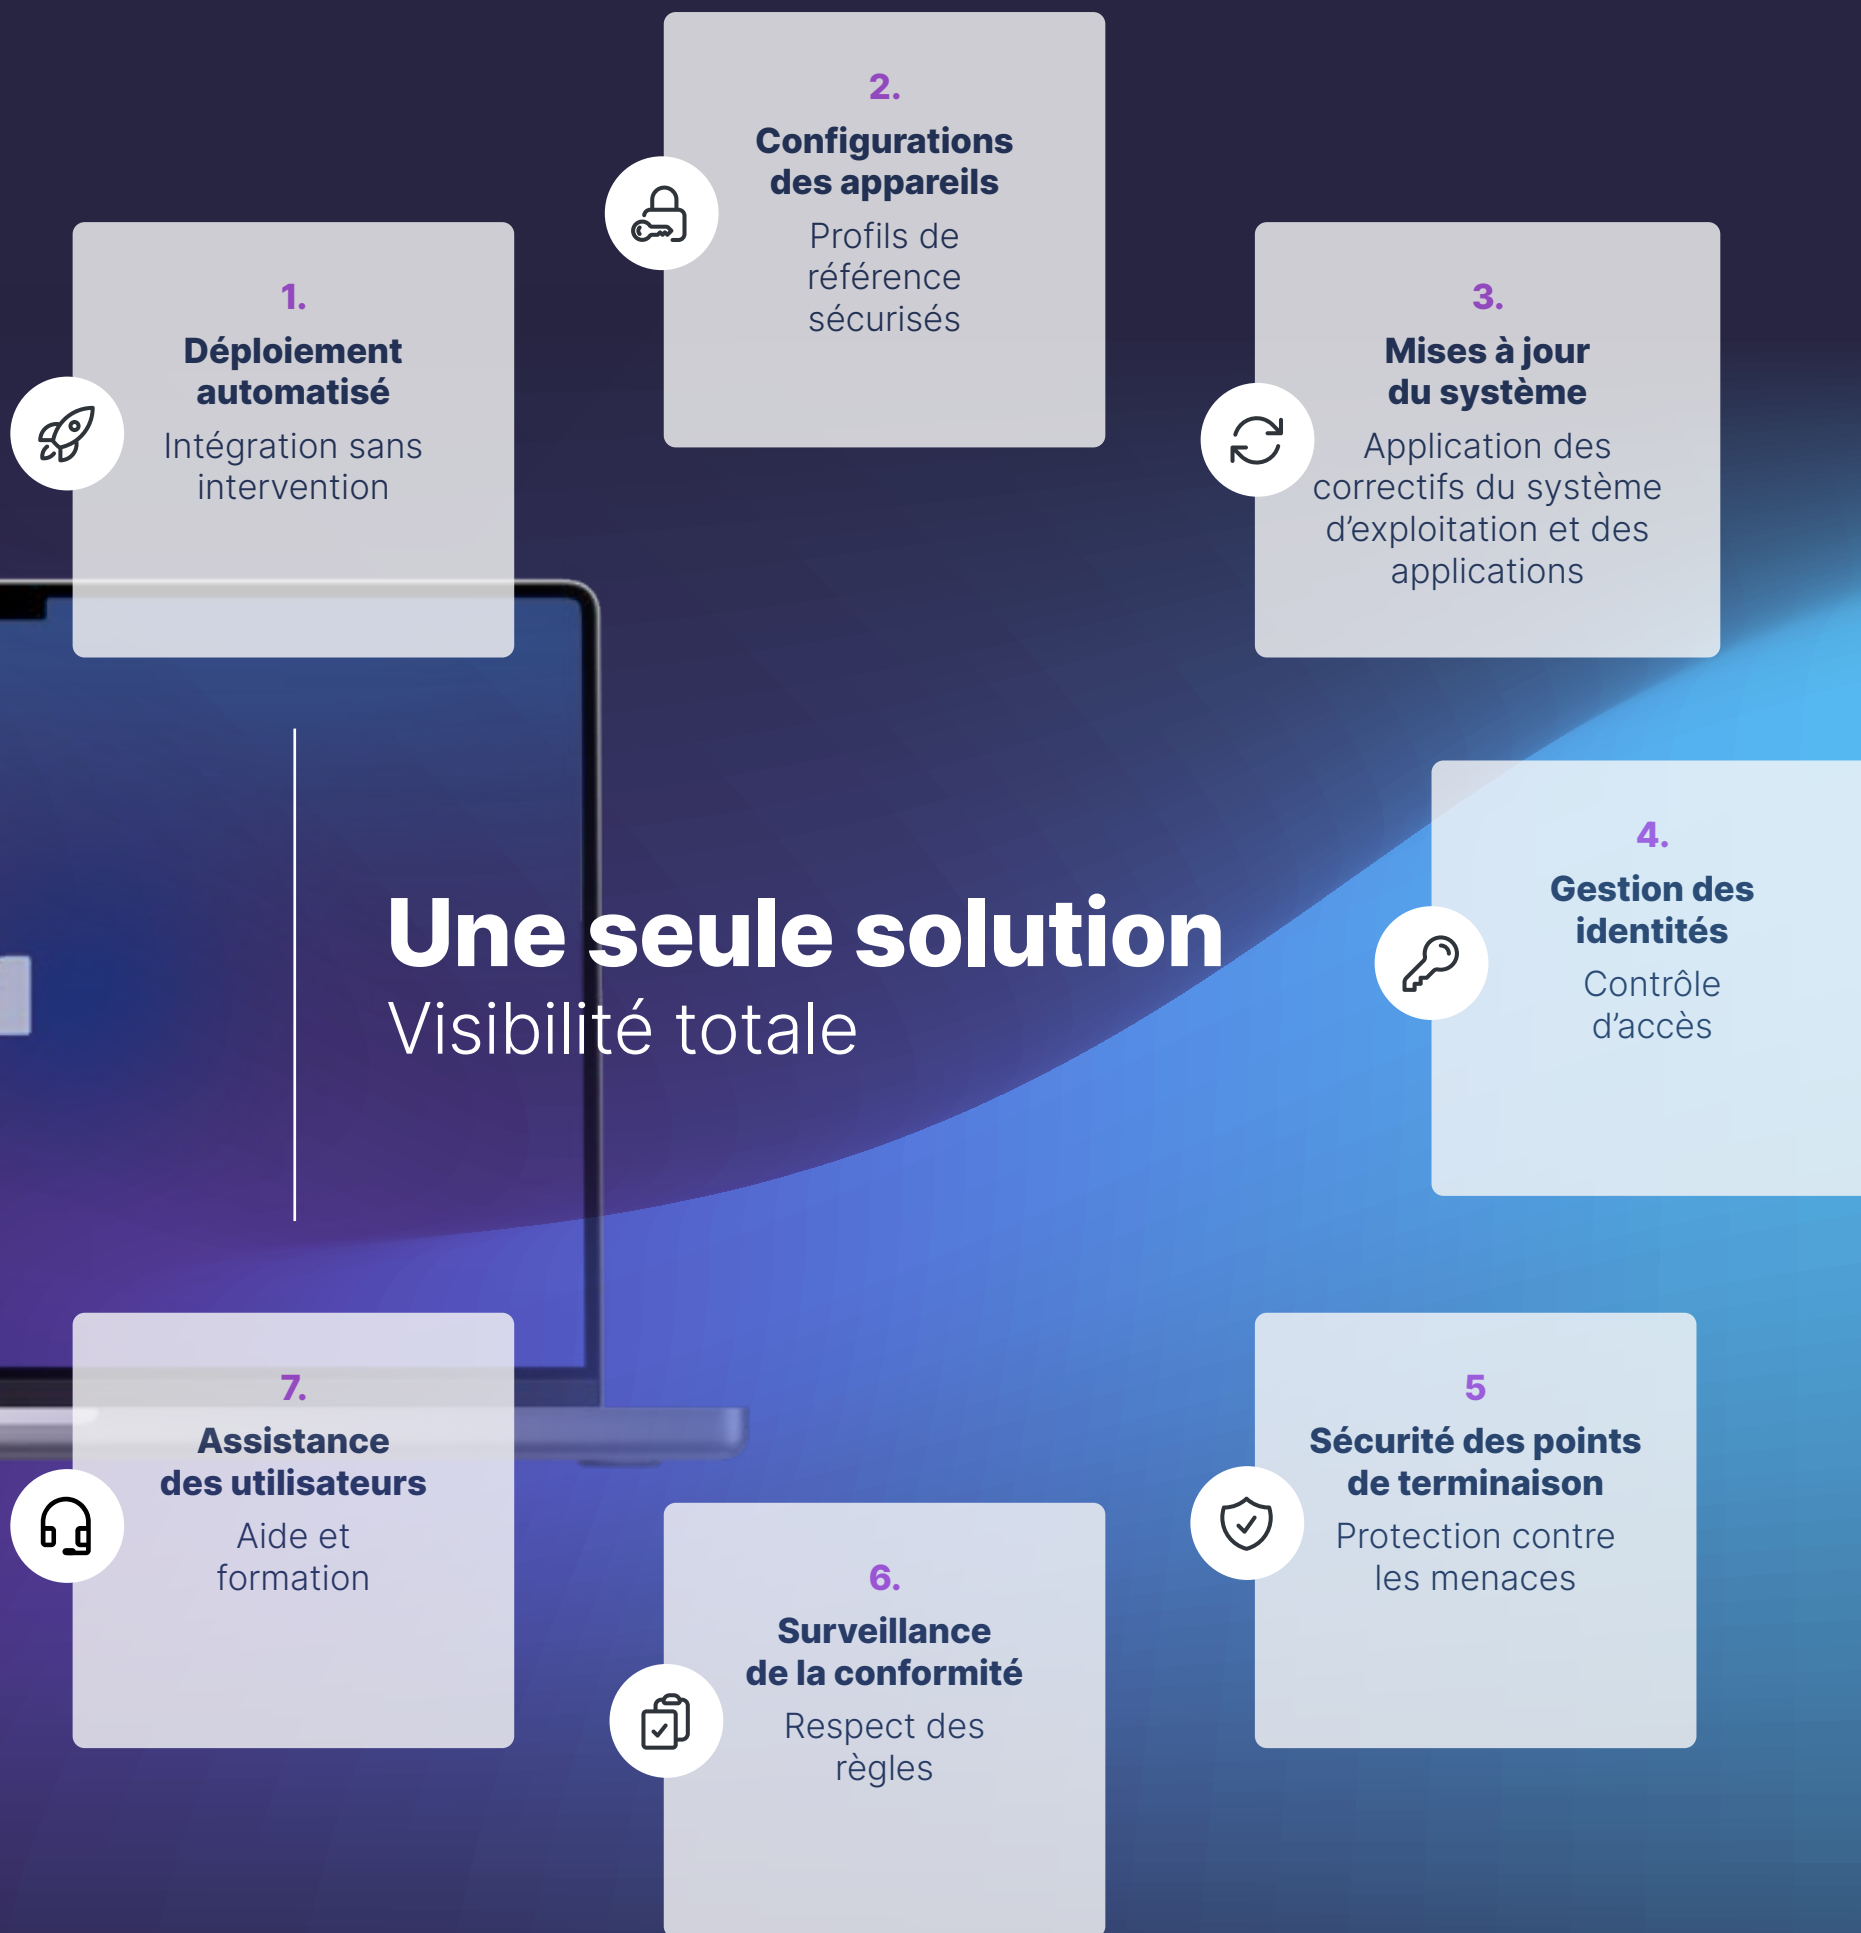 1.
Déploiement
automatisé
Intégration sans
intervention
2.
Configurations
des appareils
Profils de
référence
sécurisés
3.
Mises à jour
du système
Application des
correctifs du système
d’exploitation et des
applications
Une seule solution
Visibilité totale
4.
Gestion des
identités
Contrôle
d’accès
5
Sécurité des points
de terminaison
Protection contre
les menaces
6.
Surveillance
de la conformité
Respect des
règles
7.
Assistance
des utilisateurs
Aide et
formation